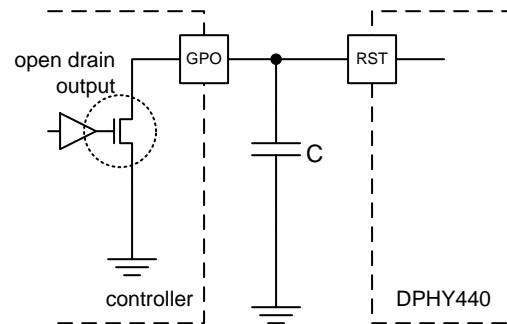 open drain
output
GPO
RST
C
controller
DPHY440